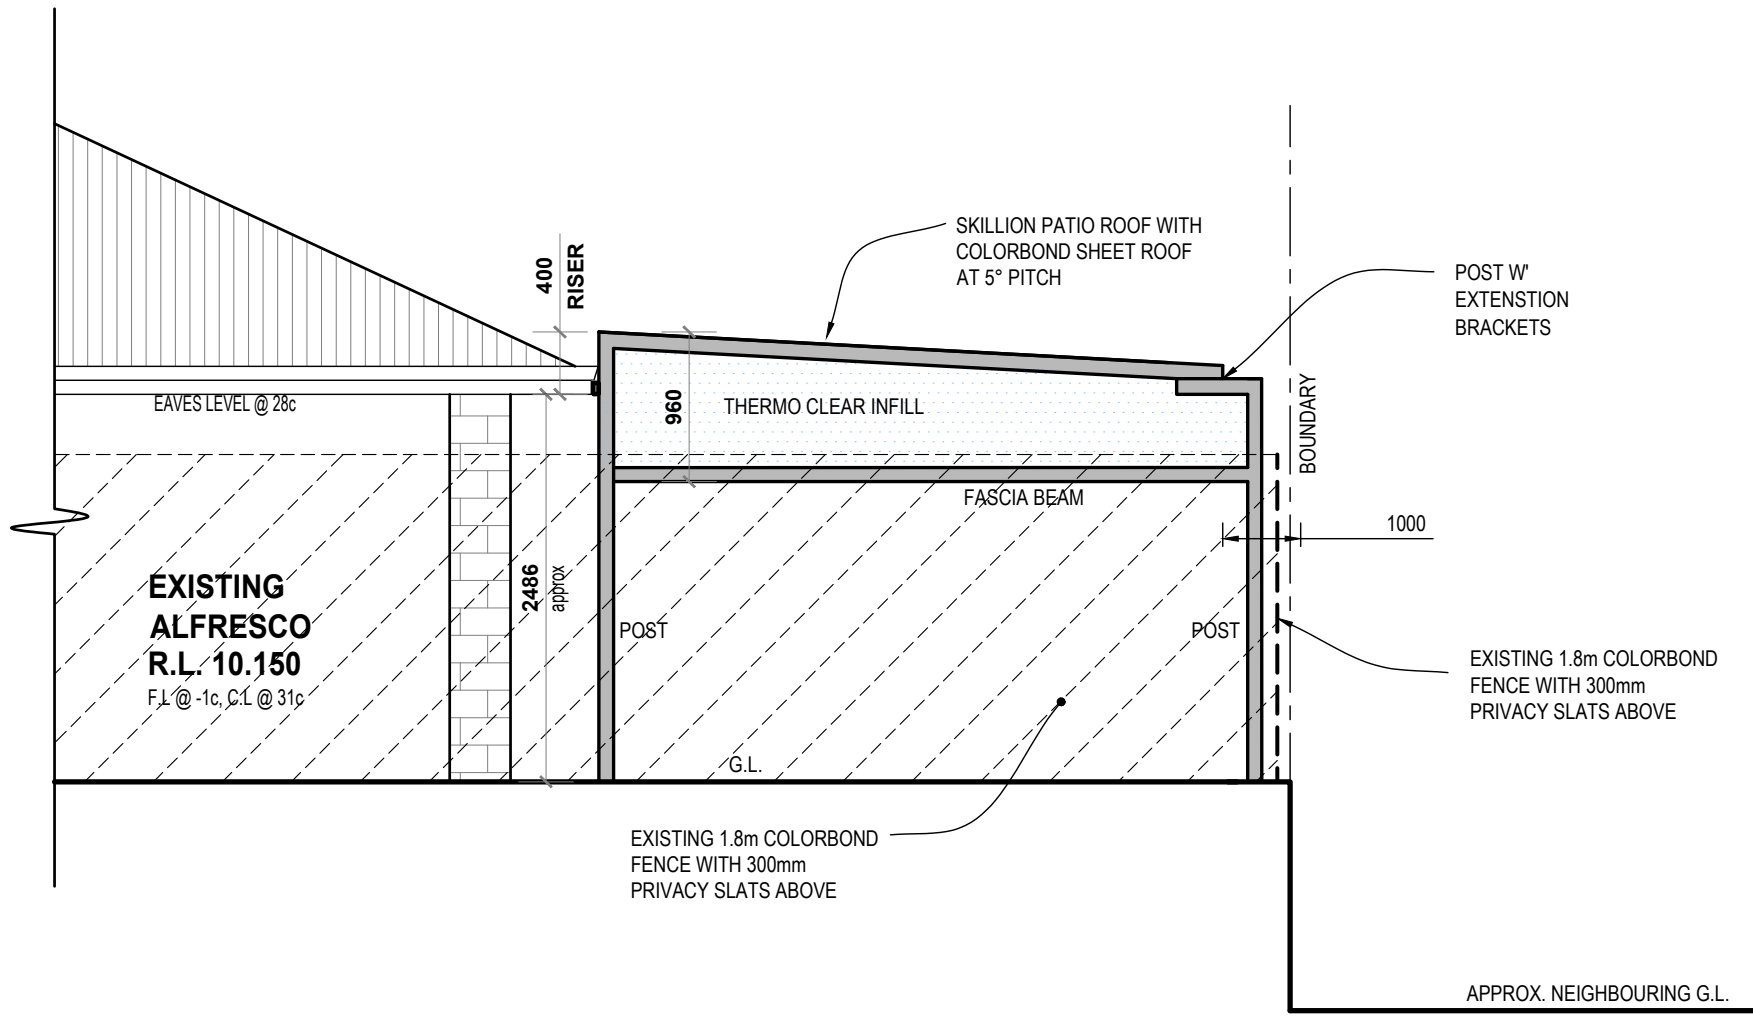 SKILLION PATIO ROOF WITH
COLORBOND SHEET ROOF
AT 5° PITCH
POST W'
EXTENSTION
BRACKETS
400
RISER
EAVES LEVEL @ 28c
960
THERMO CLEAR INFILL
BOUNDARY
FASCIA BEAM
1000
EXISTING
ALFRESCO
R.L. 10.150
F.L @ -1c, C.L @ 31c
2486
approx
POST
POST
EXISTING 1.8m COLORBOND
FENCE WITH 300mm
PRIVACY SLATS ABOVE
G.L.
EXISTING 1.8m COLORBOND
FENCE WITH 300mm
PRIVACY SLATS ABOVE
APPROX. NEIGHBOURING G.L.